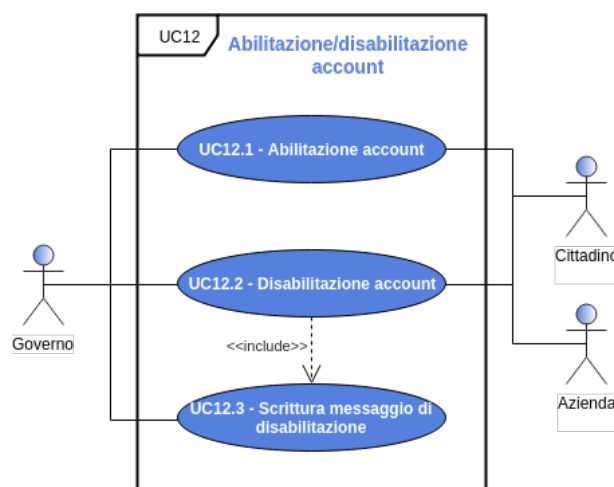 UC12
Abilitazione/disabilitazione
account
UC12.1 - Abilitazione account
Cittadino
UC12.2 - Disabilitazione account
Governo
<<include>>
Azienda
UC12.3 - Scrittura messaggio di
disabilitazione